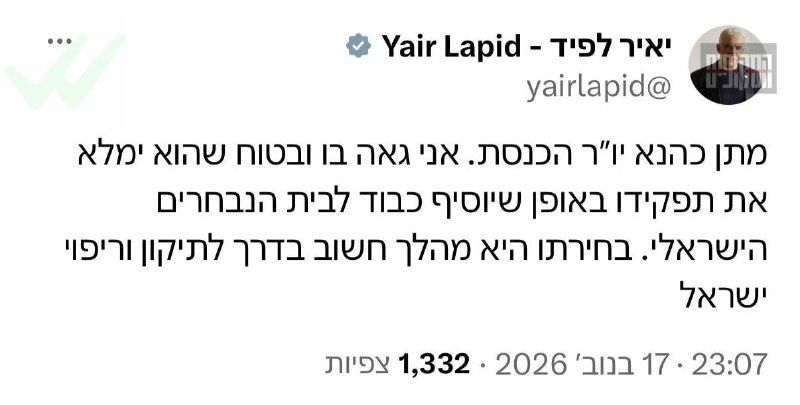 יאיר לפיד - Yair Lapid
@yairlapid
מתן כהנא יו״ר הכנסת. אני גאה בו ובטוח שהוא ימלא
את תפקידו באופן שיוסיף כבוד לבית הנבחרים
הישראלי. בחירתו היא מהלך חשוב בדרך לתיקון וריפוי
ישראל
23:07 · 17 בנוב׳ 2026 · 1,332 צפיות